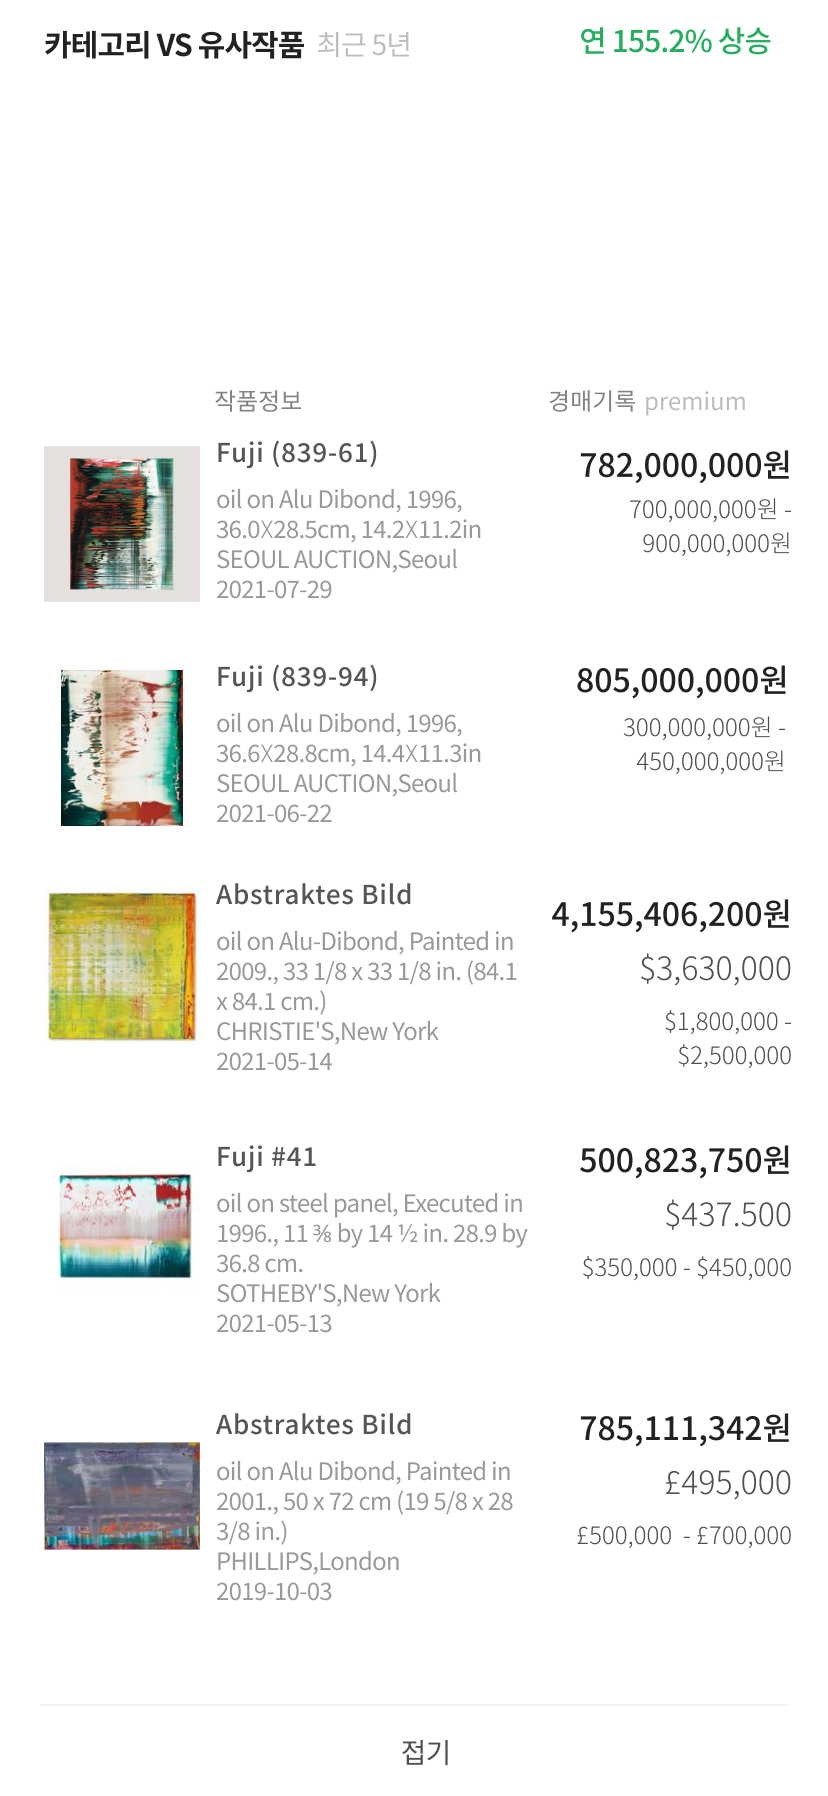 카테고리 VS 유사작품 최근 5년 연 155.2% 상승
작품정보 경매기록 premium
Fuji (839-61)
oil on Alu Dibond, 1996,
36.0X28.5cm, 14.2X11.2in
SEOUL AUCTION,Seoul
2021-07-29
782,000,000원
700,000,000원 -
900,000,000원
Fuji (839-94)
oil on Alu Dibond, 1996,
36.6X28.8cm, 14.4X11.3in
SEOUL AUCTION,Seoul
2021-06-22
805,000,000원
300,000,000원 -
450,000,000원
Abstraktes Bild
oil on Alu-Dibond, Painted in
2009., 33 1/8 x 33 1/8 in. (84.1
x 84.1 cm.)
CHRISTIE'S,New York
2021-05-14
4,155,406,200원
$3,630,000
$1,800,000 -
$2,500,000
Fuji #41
oil on steel panel, Executed in
1996., 11 ⅜ by 14 ½ in. 28.9 by
36.8 cm.
SOTHEBY'S,New York
2021-05-13
500,823,750원
$437.500
$350,000 - $450,000
Abstraktes Bild
oil on Alu Dibond, Painted in
2001., 50 x 72 cm (19 5/8 x 28
3/8 in.)
PHILLIPS,London
2019-10-03
785,111,342원
£495,000
£500,000 - £700,000
접기